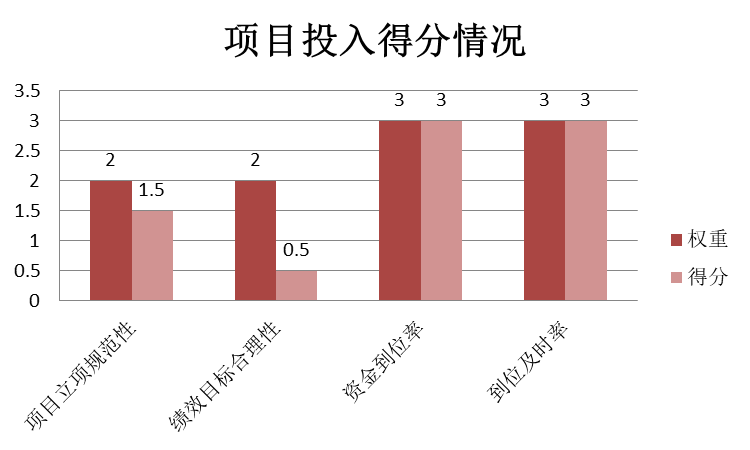 项目投入得分情况
3.5
3
2.5
2
1.5
1
0.5
0
2
1.5
2
0.5
3
3
3
3
项目立项规范性
绩效目标合理性
资金到位率
到位及时率
权重
得分